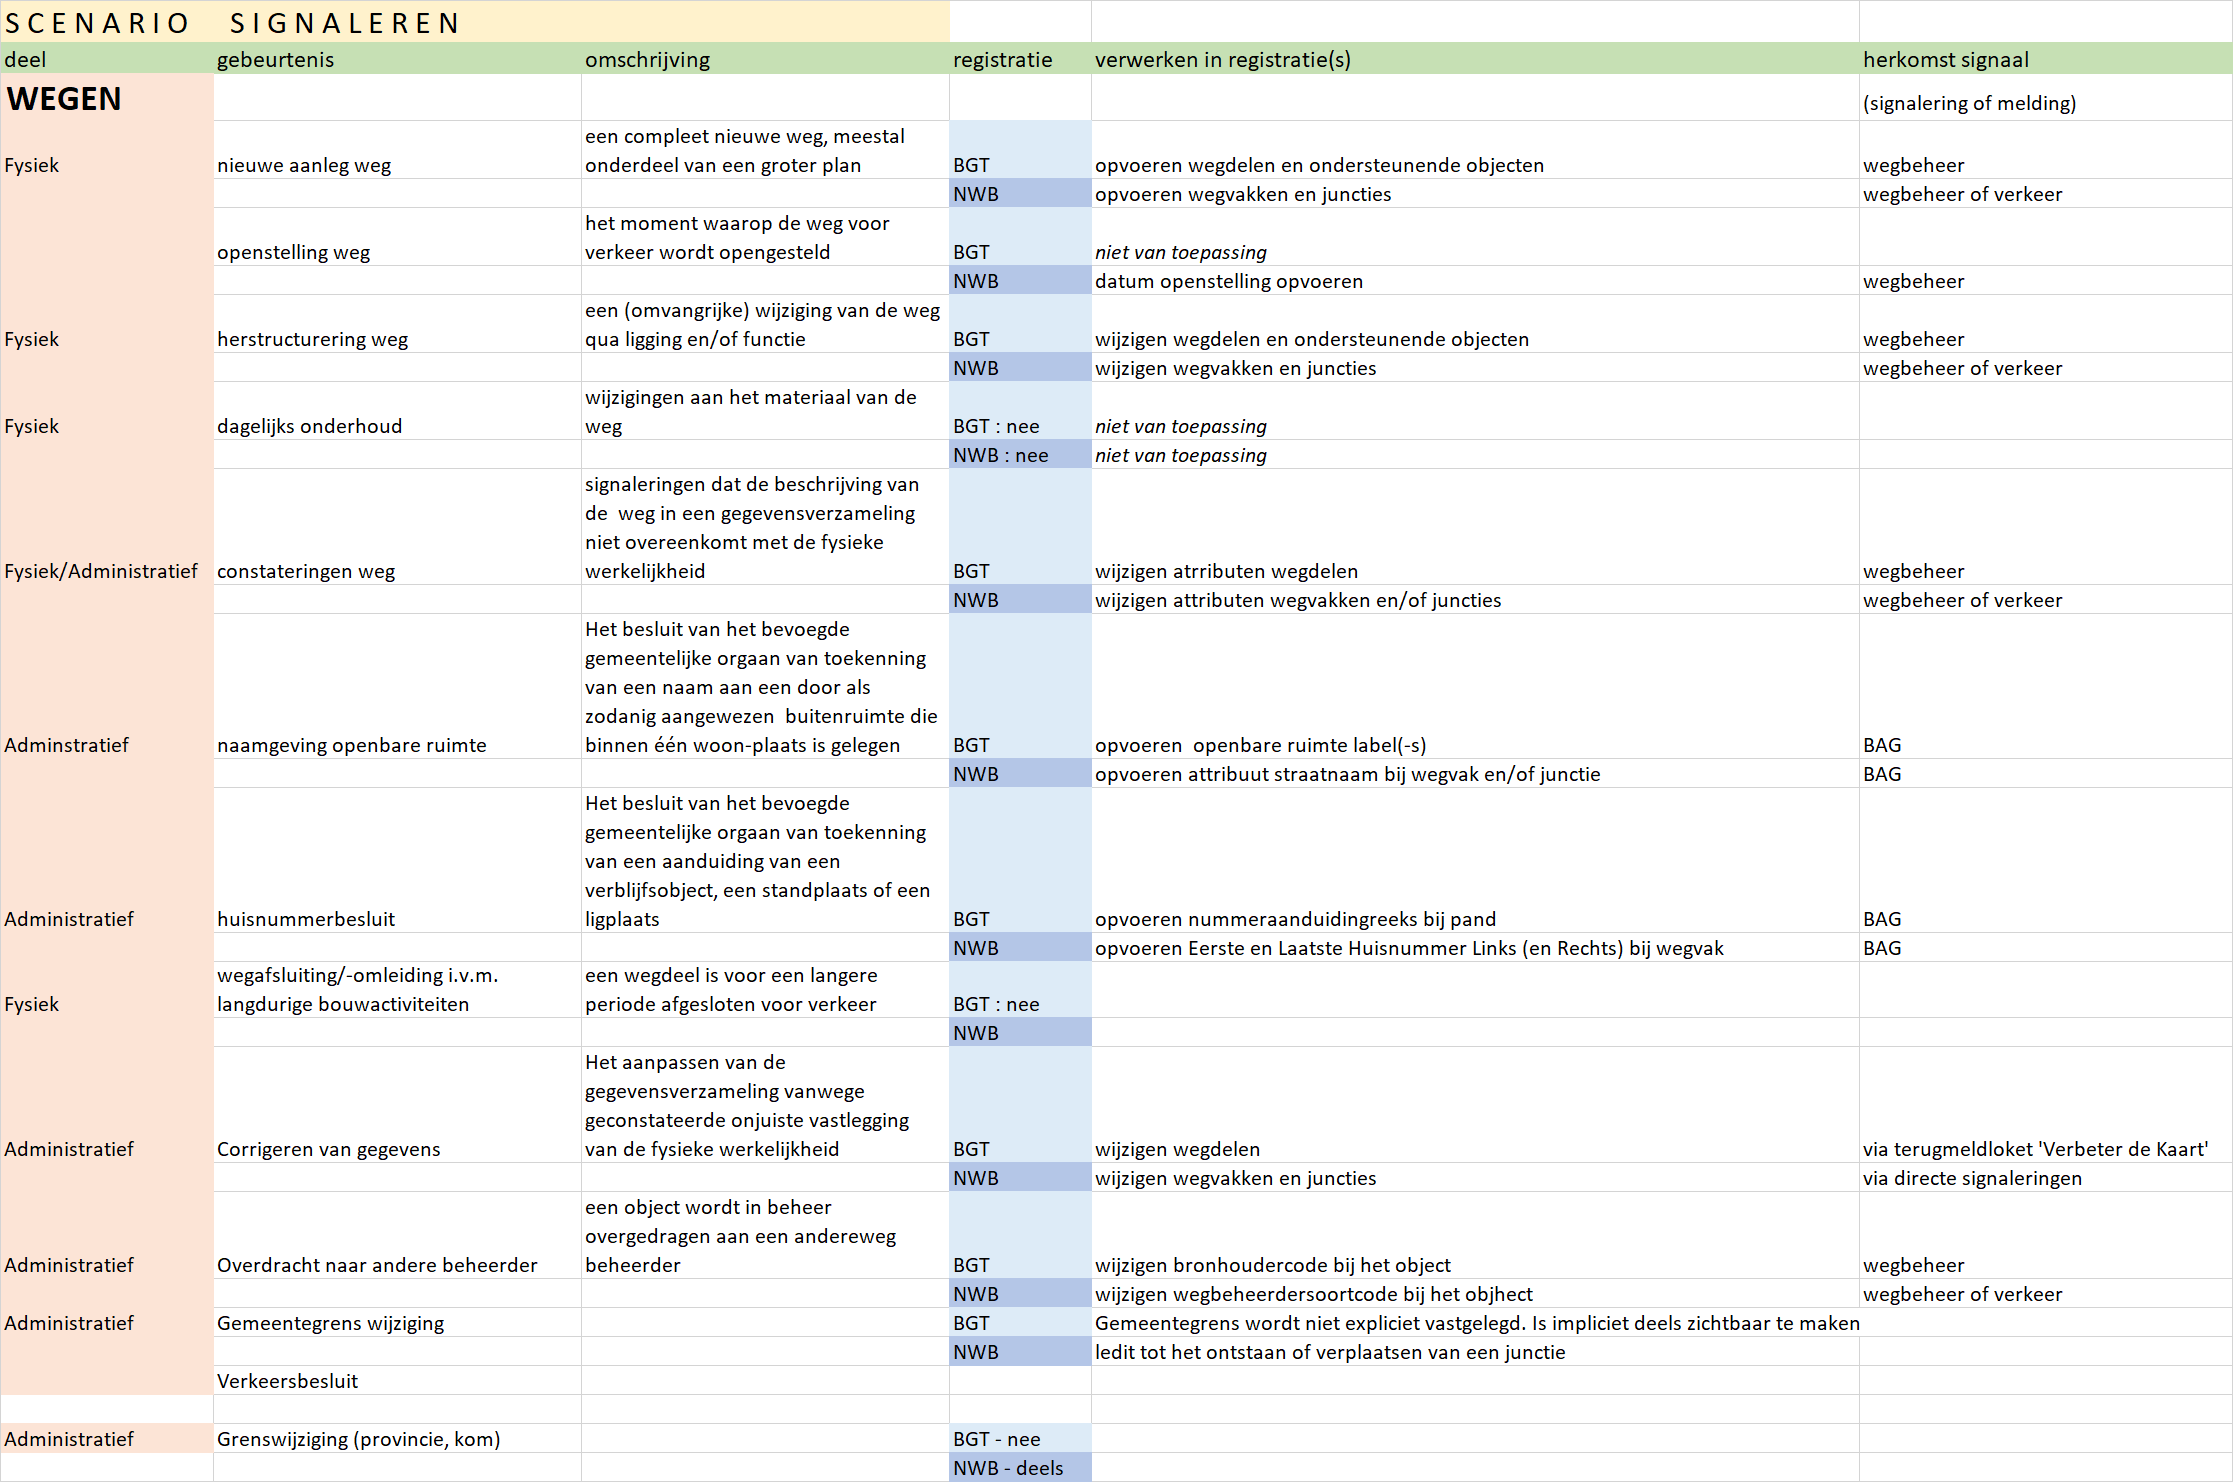 SCENARIO SIGNALEREN
deel gebeurtenis omschrijving registratie verwerken in registratie(s) herkomst signaal
WEGEN (signalering of melding)
een compleet nieuwe weg, meestal
Fysiek nieuwe aanleg weg onderdeel van een groter plan BGT opvoeren wegdelen en ondersteunende objecten wegbeheer
NWB opvoeren wegvakken en juncties wegbeheer of verkeer
het moment waarop de weg voor
openstelling weg verkeer wordt opengesteld BGT niet van toepassing
NWB datum openstelling opvoeren wegbeheer
een (omvangrijke) wijziging van de weg
Fysiek herstructurering weg qua ligging en/of functie BGT wijzigen wegdelen en ondersteunende objecten wegbeheer
NWB wijzigen wegvakken en juncties wegbeheer of verkeer
wijzigingen aan het materiaal van de
Fysiek dagelijks onderhoud weg BGT : nee niet van toepassing
NWB : nee niet van toepassing
signaleringen dat de beschrijving van
de weg in een gegevensverzameling
niet overeenkomt met de fysieke
Fysiek/Administratief constateringen weg werkelijkheid BGT wijzigen atrributen wegdelen wegbeheer
NWB wijzigen attributen wegvakken en/of juncties wegbeheer of verkeer
Het besluit van het bevoegde
gemeentelijke orgaan van toekenning
van een naam aan een door als
zodanig aangewezen buitenruimte die
Adminstratief naamgeving openbare ruimte binnen één woon-plaats is gelegen BGT opvoeren openbare ruimte label(-s) BAG
NWB opvoeren attribuut straatnaam bij wegvak en/of junctie BAG
Het besluit van het bevoegde
gemeentelijke orgaan van toekenning
van een aanduiding van een
verblijfsobject, een standplaats of een
Administratief huisnummerbesluit ligplaats BGT opvoeren nummeraanduidingreeks bij pand BAG
NWB opvoeren Eerste en Laatste Huisnummer Links (en Rechts) bij wegvak BAG
wegafsluiting/-omleiding i.v.m. een wegdeel is voor een langere
Fysiek langdurige bouwactiviteiten periode afgesloten voor verkeer BGT : nee
NWB
Het aanpassen van de
gegevensverzameling vanwege
geconstateerde onjuiste vastlegging
Administratief Corrigeren van gegevens van de fysieke werkelijkheid BGT wijzigen wegdelen via terugmeldloket 'Verbeter de Kaart'
NWB wijzigen wegvakken en juncties via directe signaleringen
een object wordt in beheer
overgedragen aan een andereweg
Administratief Overdracht naar andere beheerder beheerder BGT wijzigen bronhoudercode bij het object wegbeheer
NWB wijzigen wegbeheerdersoortcode bij het objhect wegbeheer of verkeer
Administratief Gemeentegrens wijziging BGT Gemeentegrens wordt niet expliciet vastgelegd. Is impliciet deels zichtbaar te maken
NWB ledit tot het ontstaan of verplaatsen van een junctie
Verkeersbesluit
Administratief Grenswijziging (provincie, kom) BGT - nee
NWB - deels